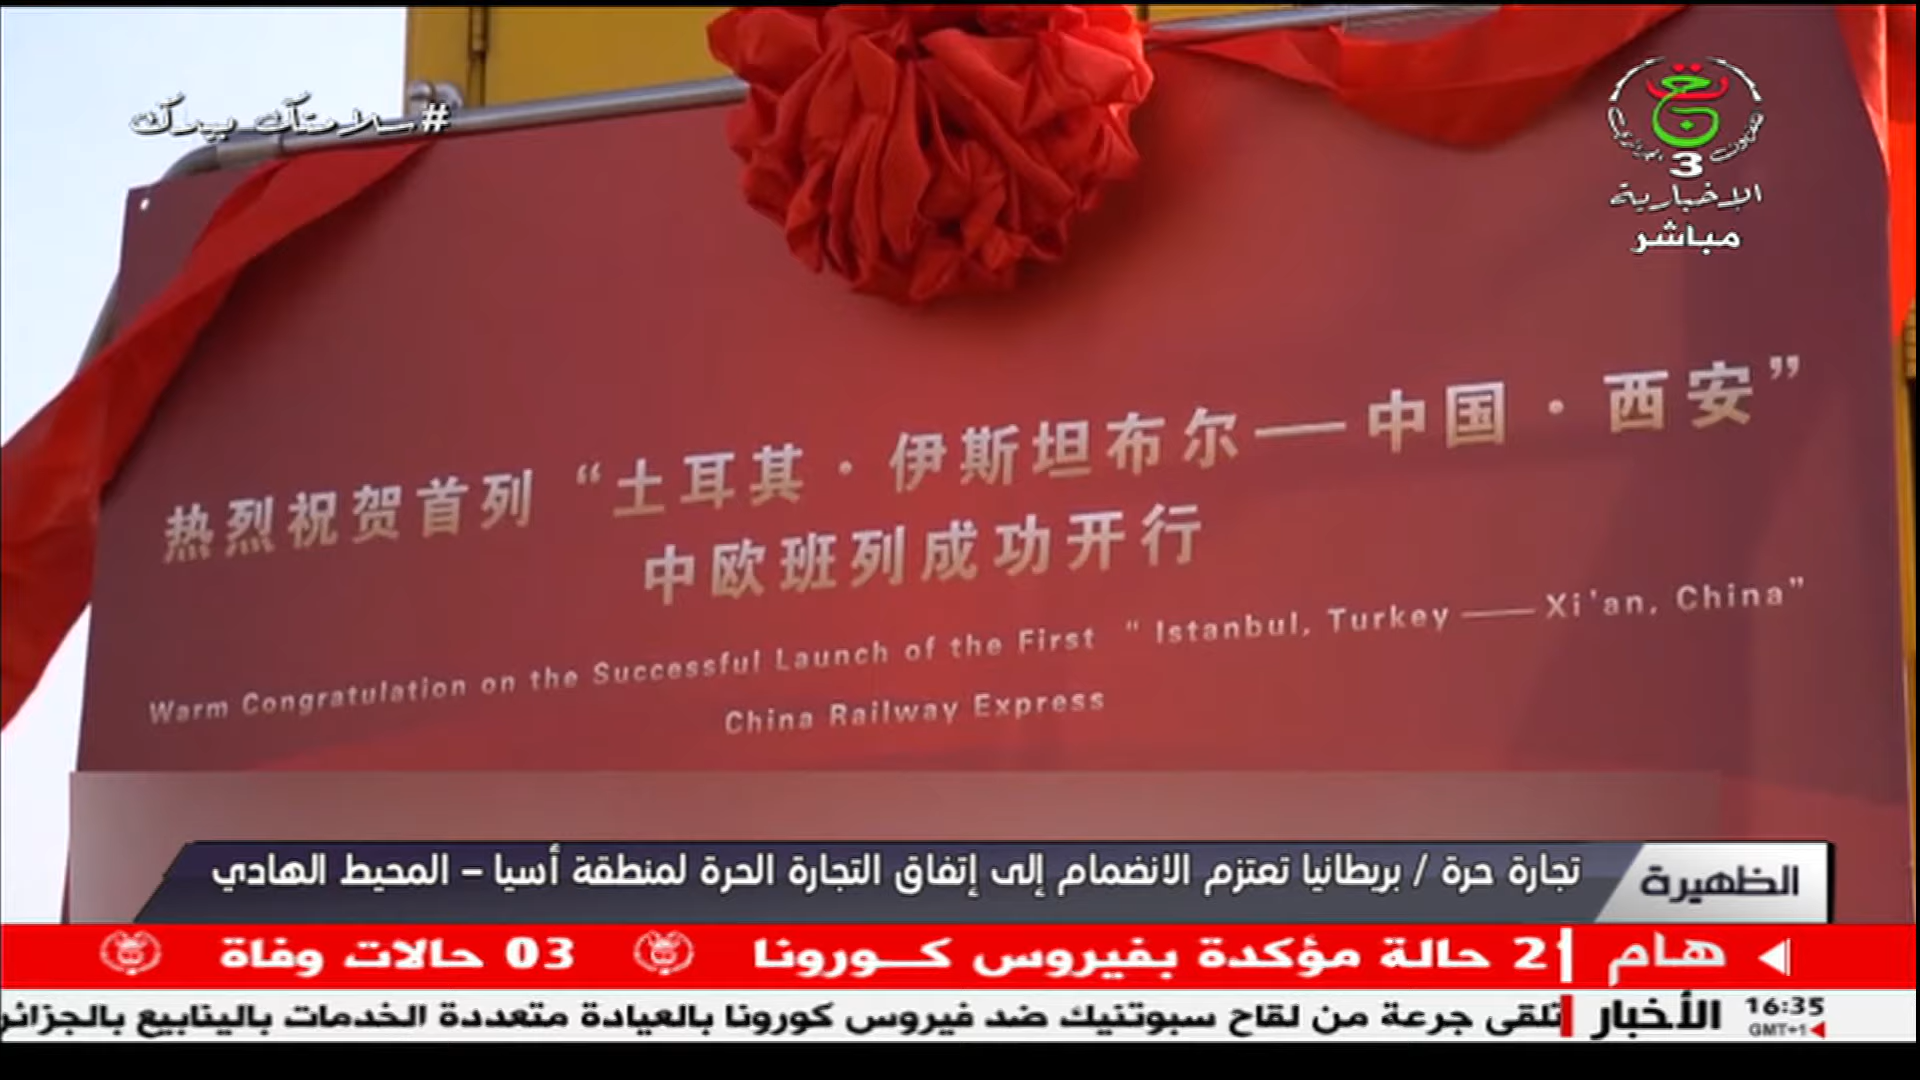 #سلامتك بيدك
3
الإخبارية
مباشر
热烈祝贺首列 “土耳其·伊斯坦布尔——中国·西安”
中欧班列成功开行
Warm Congratulation on the Successful Launch of the First “ Istanbul, Turkey —— Xi'an, China”
China Railway Express
الظهيرة
تجارة حرة / بريطانيا تعتزم الانضمام إلى إتفاق التجارة الحرة لمنطقة أسيا – المحيط الهادي
هام
حالة مؤكدة بفيروس كـورونا
03 حالات وفاة
الأخبار
تلقى جرعة من لقاح سبوتنيك ضد فيروس كورونا بالعيادة متعددة الخدمات بالينابيع بالجزائر
16:35
GMT+1